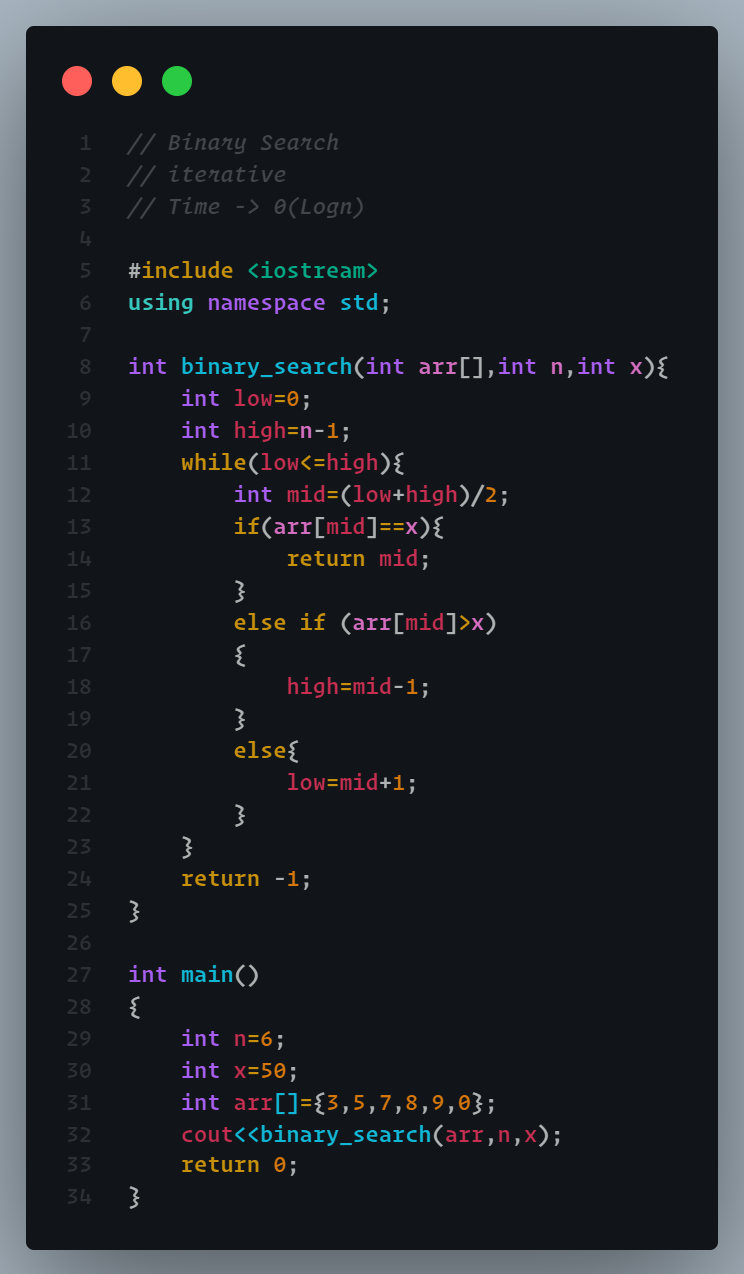 1 // Binary Search
2 // iterative
3 // Time -> 0(Logn)
4
5 #include <iostream>
6 using namespace std;
7
8 int binary_search(int arr[],int n,int x){
9     int low=0;
10     int high=n-1;
11     while(low<=high){
12         int mid=(low+high)/2;
13         if(arr[mid]==x){
14             return mid;
15         }
16         else if (arr[mid]>x)
17         {
18             high=mid-1;
19         }
20         else{
21             low=mid+1;
22         }
23     }
24     return -1;
25 }
26
27 int main()
28 {
29     int n=6;
30     int x=50;
31     int arr[]={3,5,7,8,9,0};
32     cout<<binary_search(arr,n,x);
33     return 0;
34 }